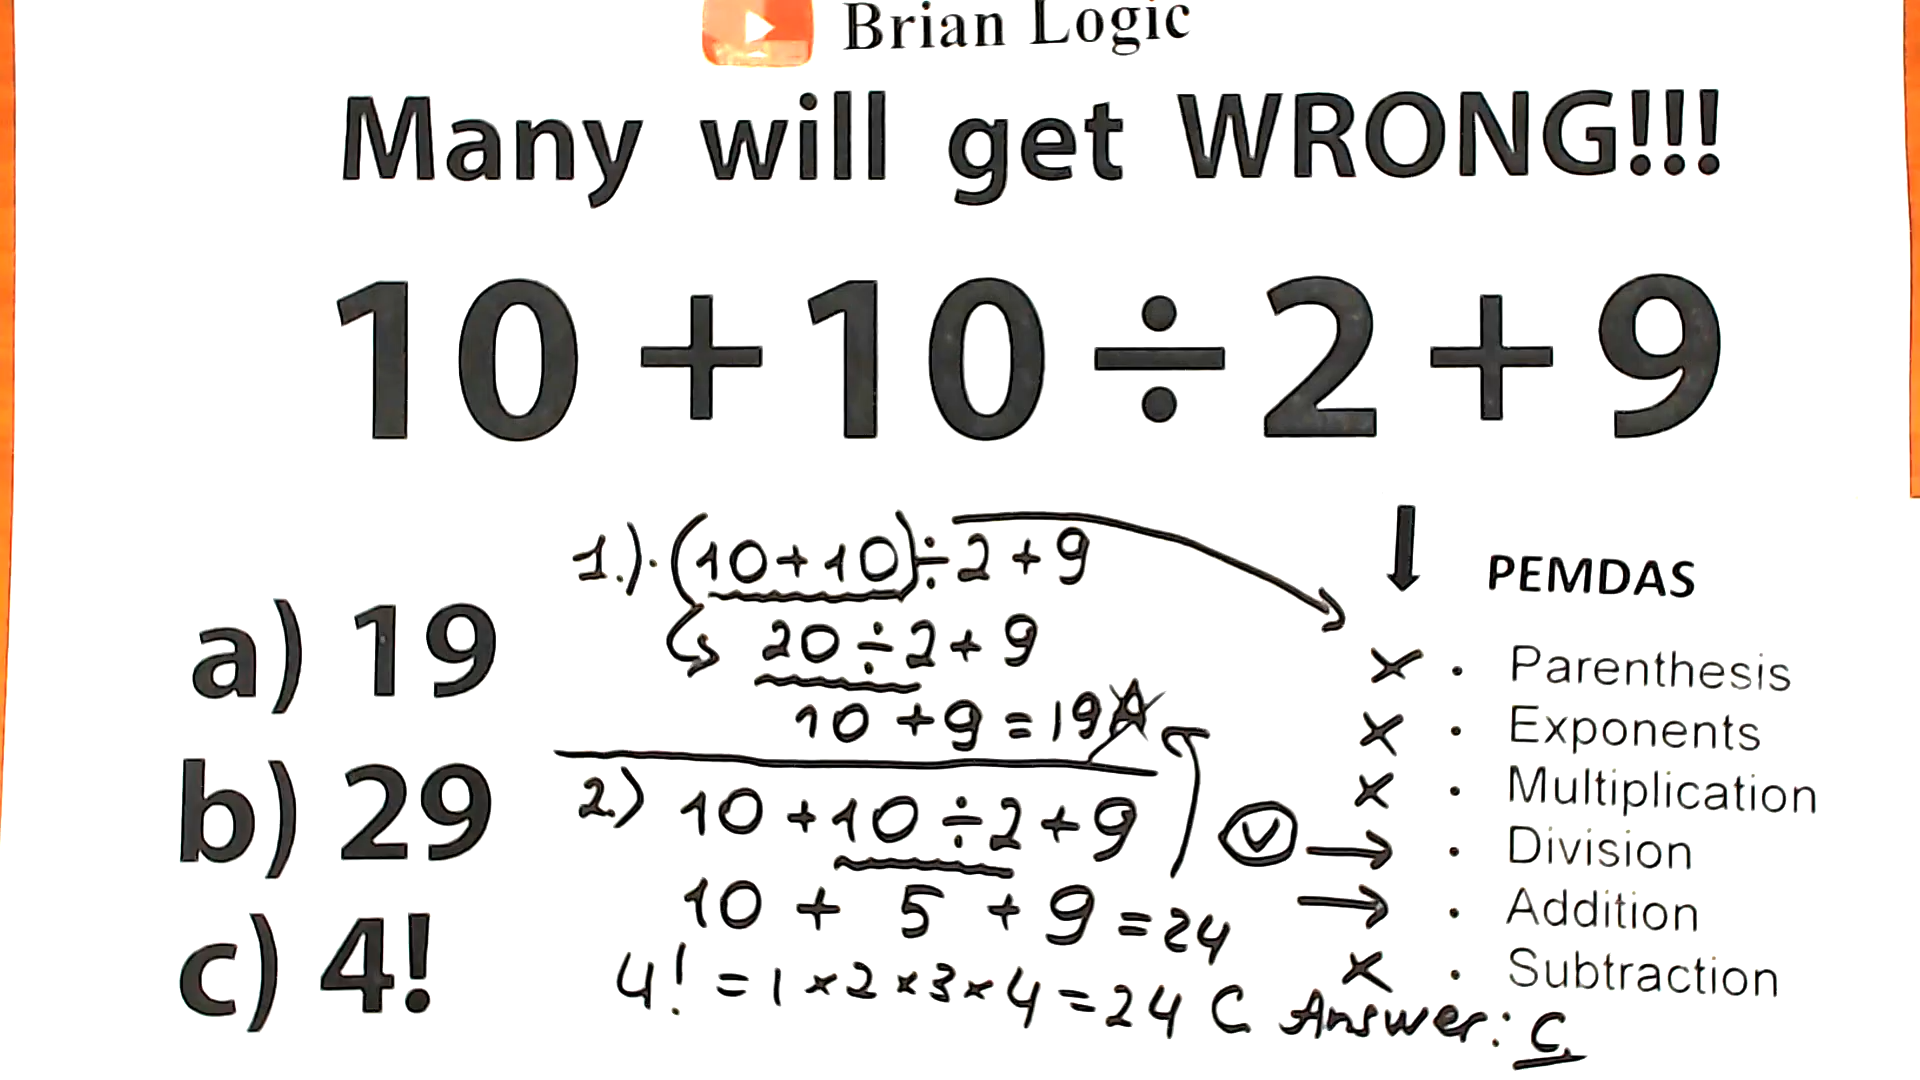 Brian Logic
Many will get WRONG!!!
10+10÷2+9
a) 19
b) 29
c) 4!
1.).(10+10)÷2+9
20÷2+9
10+9=19A
2.) 10+10÷2+9
10+5+9=24
4!=1×2×3×4=24 C Answer: C.
PEMDAS
× · Parenthesis
× · Exponents
× · Multiplication
V → · Division
→ · Addition
× · Subtraction